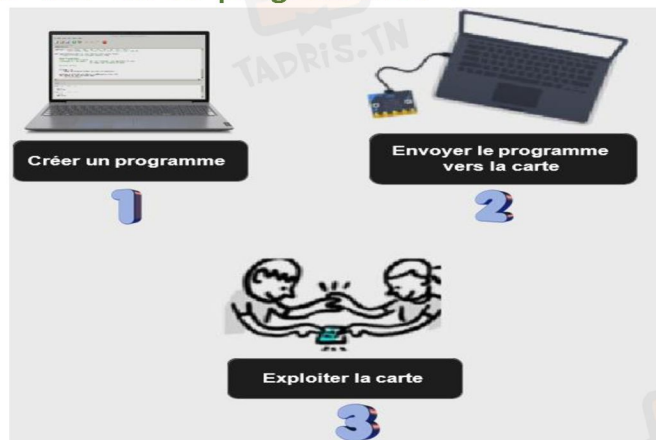 TADRIS.TN
Créer un programme
Envoyer le programme
vers la carte
1
2
Exploiter la carte
3